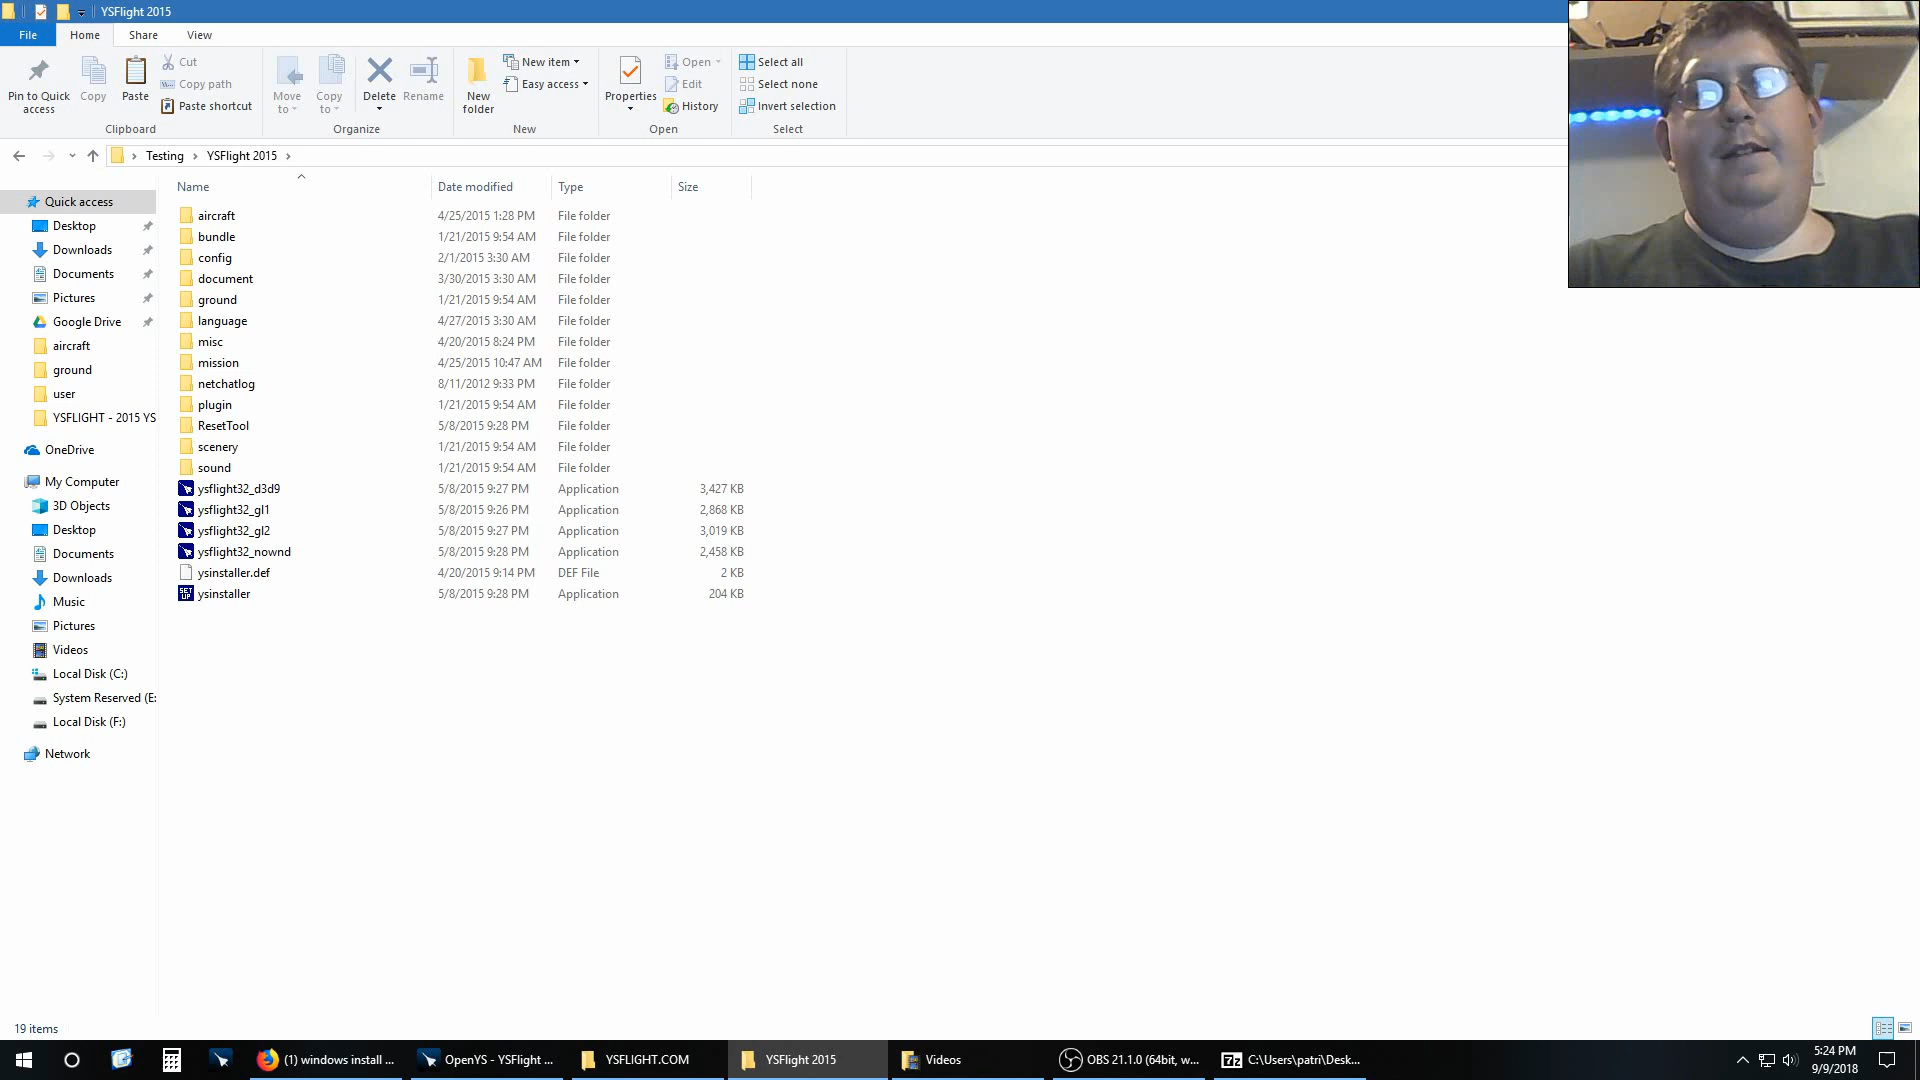 YSFlight 2015
File Home Share View
Pin to Quick access
Copy
Paste
Cut
Copy path
Paste shortcut
Clipboard
Move to
Copy to
Delete
Rename
Organize
New folder
New item
Easy access
New
Properties
Open
Edit
History
Open
Select all
Select none
Invert selection
Select
Testing YSFlight 2015
Name Date modified Type Size
Quick access
Desktop
Downloads
Documents
Pictures
Google Drive
aircraft
ground
user
YSFLIGHT - 2015 YS
OneDrive
My Computer
3D Objects
Desktop
Documents
Downloads
Music
Pictures
Videos
Local Disk (C:)
System Reserved (E:
Local Disk (F:)
Network
aircraft 4/25/2015 1:28 PM File folder
bundle 1/21/2015 9:54 AM File folder
config 2/1/2015 3:30 AM File folder
document 3/30/2015 3:30 AM File folder
ground 1/21/2015 9:54 AM File folder
language 4/27/2015 3:30 AM File folder
misc 4/20/2015 8:24 PM File folder
mission 4/25/2015 10:47 AM File folder
netchatlog 8/11/2012 9:33 PM File folder
plugin 1/21/2015 9:54 AM File folder
ResetTool 5/8/2015 9:28 PM File folder
scenery 1/21/2015 9:54 AM File folder
sound 1/21/2015 9:54 AM File folder
ysflight32_d3d9 5/8/2015 9:27 PM Application 3,427 KB
ysflight32_gl1 5/8/2015 9:26 PM Application 2,868 KB
ysflight32_gl2 5/8/2015 9:27 PM Application 3,019 KB
ysflight32_nownd 5/8/2015 9:28 PM Application 2,458 KB
ysinstaller.def 4/20/2015 9:14 PM DEF File 2 KB
SET UP ysinstaller 5/8/2015 9:28 PM Application 204 KB
19 items
(1) windows install ...
OpenYS - YSFlight ...
YSFLIGHT.COM
YSFlight 2015
Videos
OBS 21.1.0 (64bit, w...
7z C:\Users\patri\Desk...
5:24 PM
9/9/2018